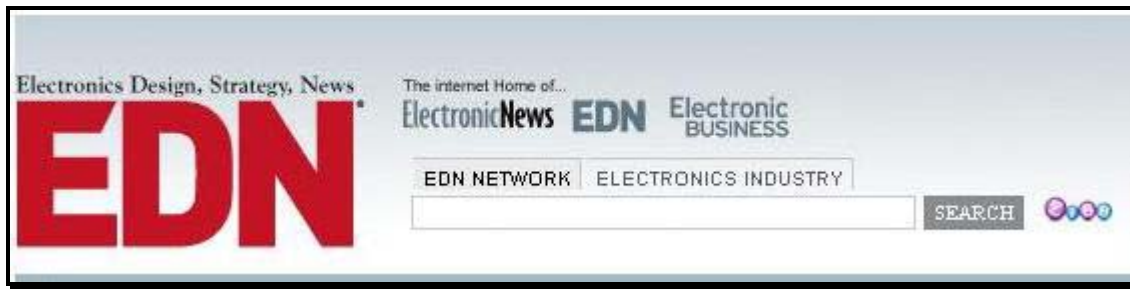 Electronics Design, Strategy, News
EDN
The internet Home of...
ElectronicNews EDN Electronic BUSINESS
EDN NETWORK ELECTRONICS INDUSTRY
SEARCH